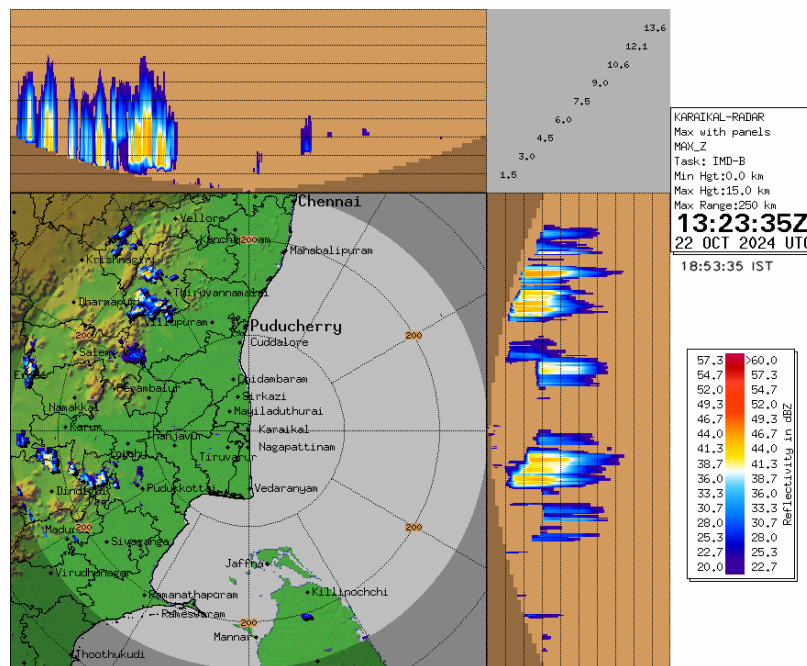 13.6
12.1
10.6
9.0
7.5
6.0
4.5
3.0
1.5
KARAIKAL-RADAR
Max with panels
MAX_Z
Task: IMD-B
Min Hgt:0.0 km
Max Hgt:15.0 km
Max Range:250 km
13:23:35Z
22 OCT 2024 UTC
18:53:35 IST
Chennai
Vellore
200
Mahabalipuram
Krishnagiri
Thiruvannamalai
Dharmapuri
Villupuram
Puducherry
200
200
Cuddalore
Salem
Chidambaram
Perambalur
Sirkazi
Namakkal
Mayiladuthurai
Karur
Karaikal
Thanjavur
Nagapattinam
Tiruvarur
Dindigul
Pudukkottai
Vedaranyam
200
200
Sivaganga
Jaffna
Virudhunagar
Ramanathapuram
Killinochchi
Rameswaram
200
Mannar
Thoothukudi
57.3 >60.0
54.7 57.3
52.0 54.7
49.3 52.0
46.7 49.3
44.0 46.7
41.3 44.0
38.7 41.3
36.0 38.7
33.3 36.0
30.7 33.3
28.0 30.7
25.3 28.0
22.7 25.3
20.0 22.7
Reflectivity in dBZ